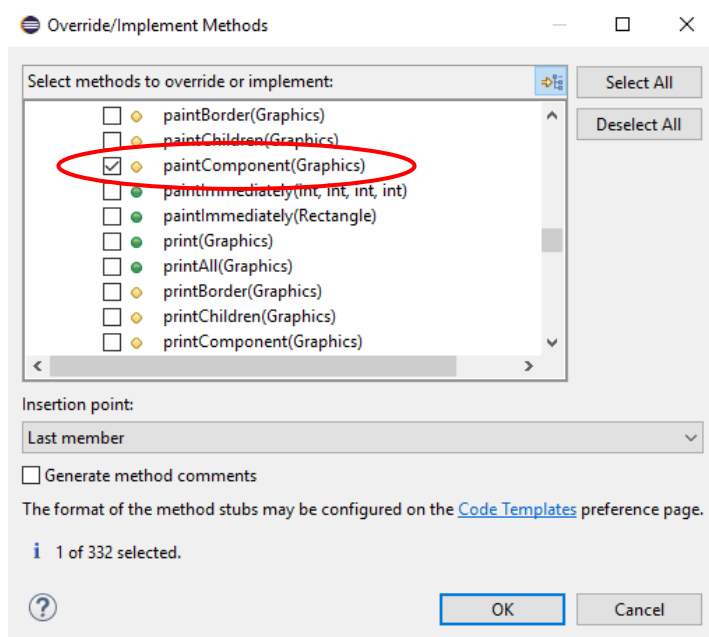 Override/Implement Methods
Select methods to override or implement:
Select All
Deselect All
paintBorder(Graphics)
paintChildren(Graphics)
paintComponent(Graphics)
paintImmediately(int, int, int, int)
paintImmediately(Rectangle)
print(Graphics)
printAll(Graphics)
printBorder(Graphics)
printChildren(Graphics)
printComponent(Graphics)
Insertion point:
Last member
Generate method comments
The format of the method stubs may be configured on the Code Templates preference page.
i 1 of 332 selected.
? OK Cancel